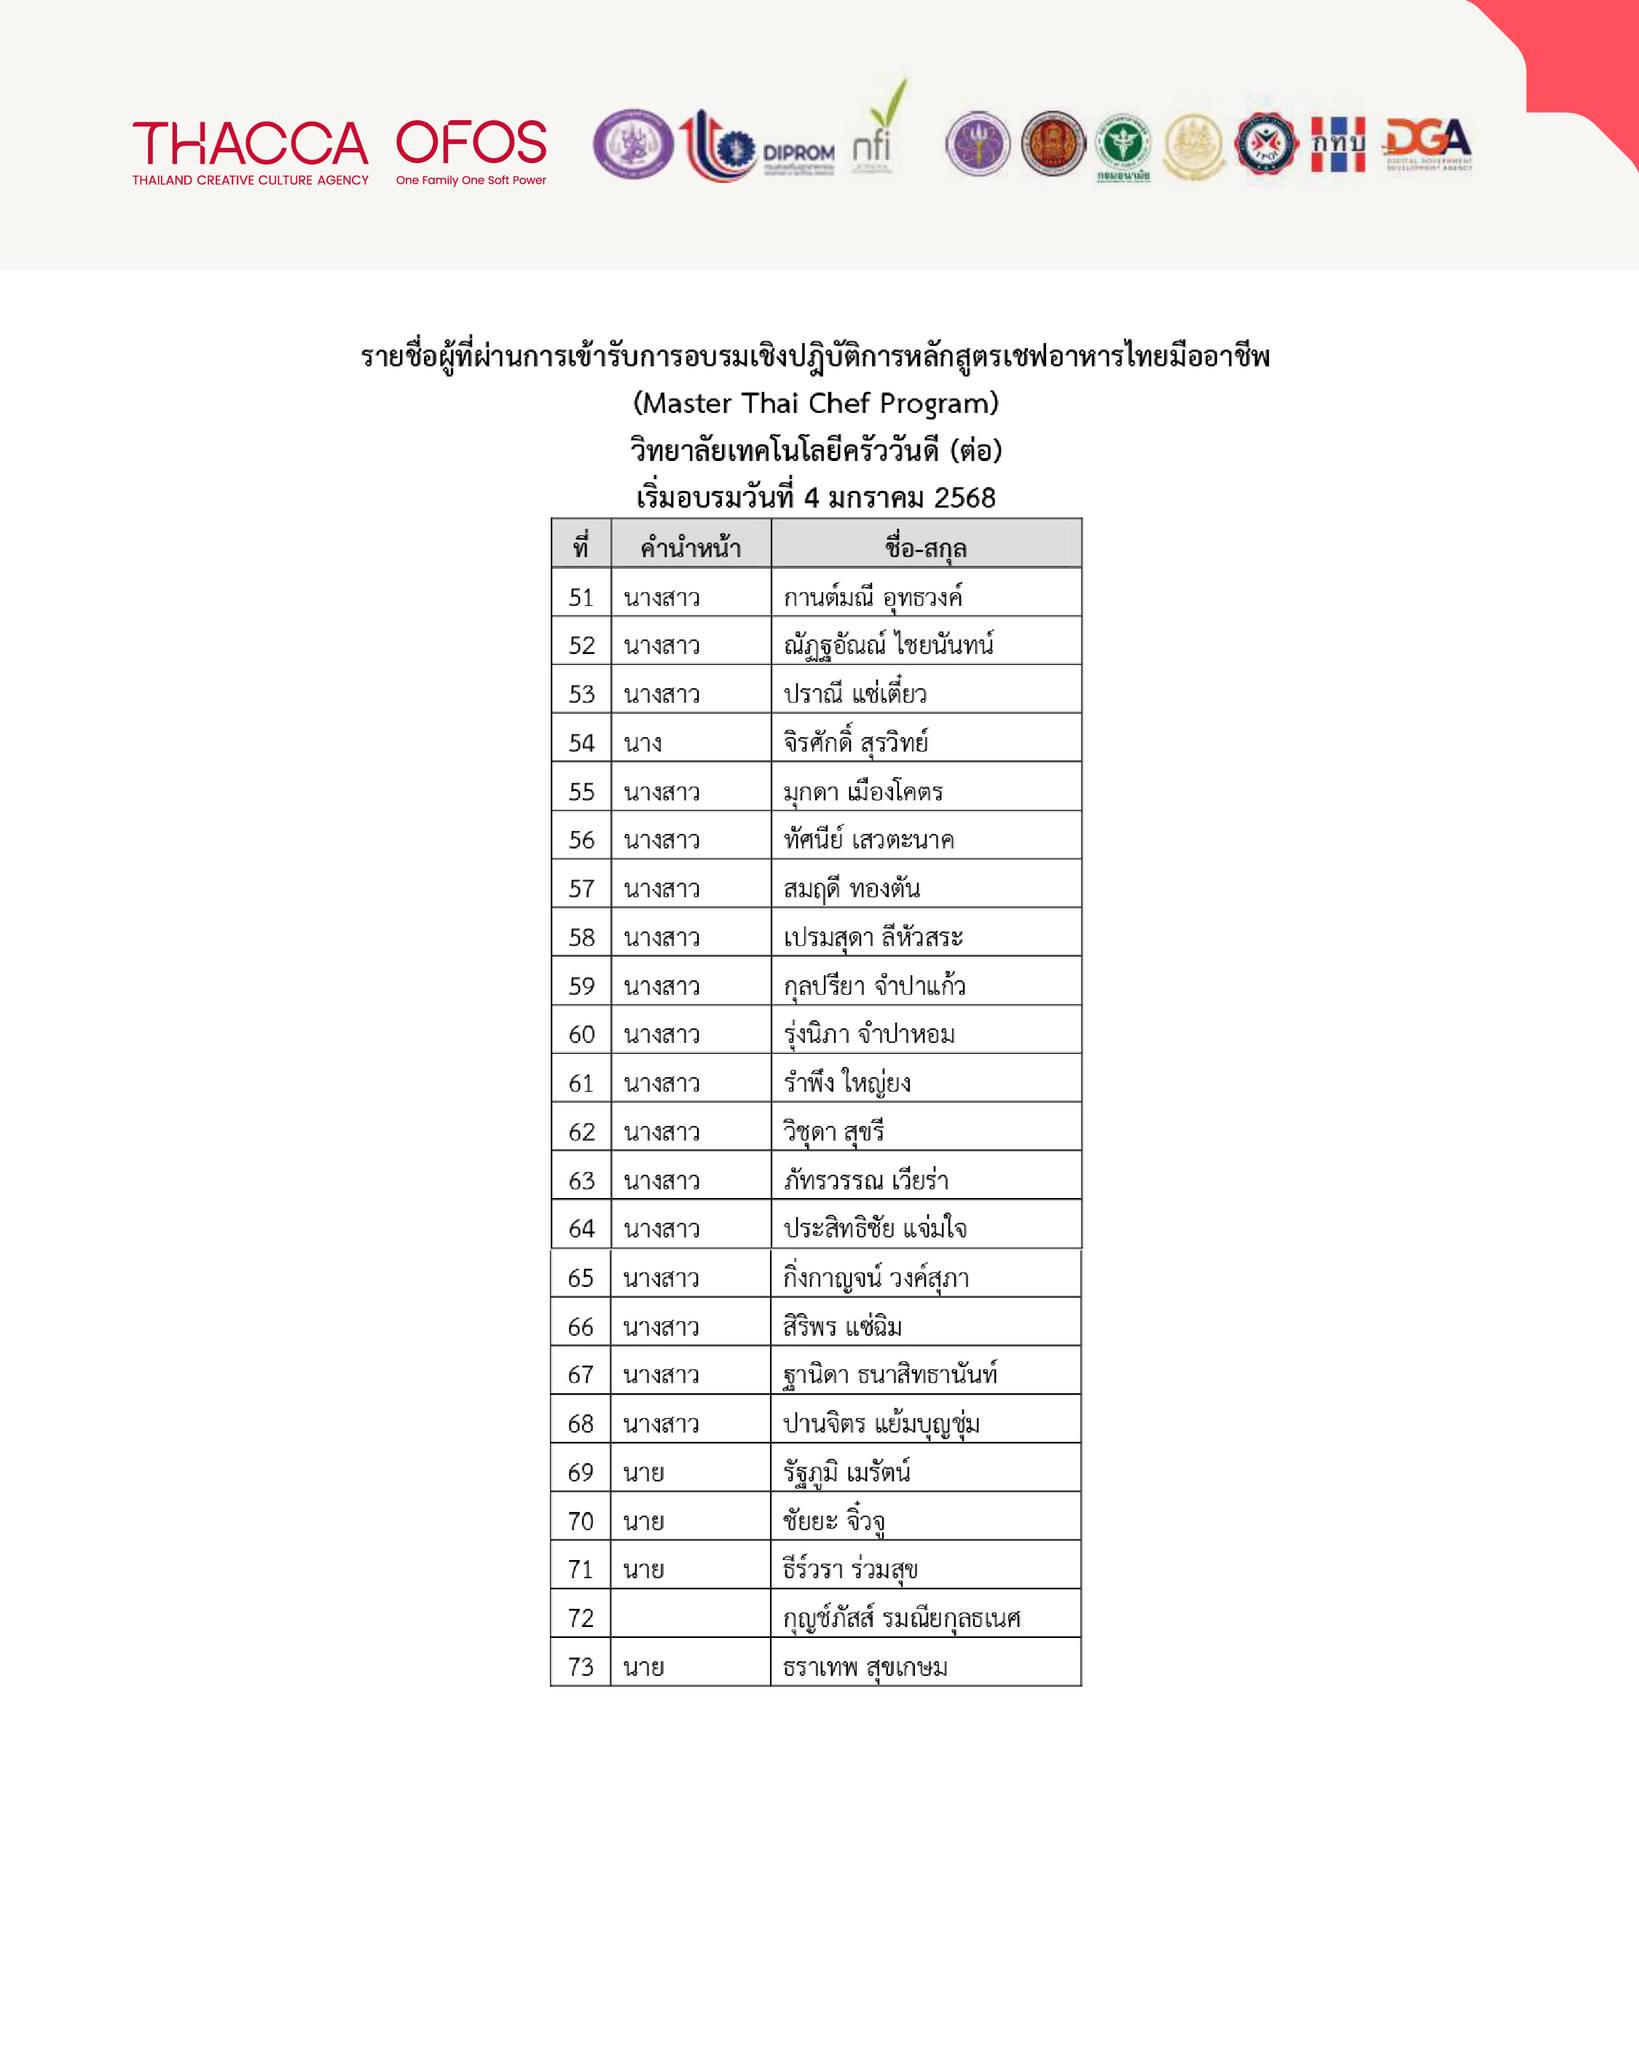 THACCA OFOS
THAILAND CREATIVE CULTURE AGENCY One Family One Soft Power
DIPROM
nfi
กรมอนามัย
กทบ
DGA
DIGITAL GOVERNMENT
DEVELOPMENT AGENCY
รายชื่อผู้ที่ผ่านการเข้ารับการอบรมเชิงปฏิบัติการหลักสูตรเชฟอาหารไทยมืออาชีพ
(Master Thai Chef Program)
วิทยาลัยเทคโนโลยีครัววันดี (ต่อ)
เริ่มอบรมวันที่ 4 มกราคม 2568
ที่ คำนำหน้า ชื่อ-สกุล
51 นางสาว กานต์มณี อุทธวงค์
52 นางสาว ณัฏฐอัณณ์ ไชยนันทน์
53 นางสาว ปราณี แซ่เตี๋ยว
54 นาง จิรศักดิ์ สุรวิทย์
55 นางสาว มุกดา เมืองโคตร
56 นางสาว ทัศนีย์ เสวตะนาค
57 นางสาว สมฤดี ทองตัน
58 นางสาว เปรมสุดา ลีหัวสระ
59 นางสาว กุลปรียา จำปาแก้ว
60 นางสาว รุ่งนิภา จำปาหอม
61 นางสาว รำพึง ใหญ่ยง
62 นางสาว วิชุดา สุขรี
63 นางสาว ภัทรวรรณ เวียร่า
64 นางสาว ประสิทธิชัย แจ่มใจ
65 นางสาว กิ่งกาญจน์ วงค์สุภา
66 นางสาว สิริพร แซ่ฉิม
67 นางสาว ฐานิดา ธนาสิทธานันท์
68 นางสาว ปานจิตร แย้มบุญชุ่ม
69 นาย รัฐภูมิ เมรัตน์
70 นาย ชัยยะ จิ๋วจู
71 นาย ธีร์วรา ร่วมสุข
72 กุญช์ภัสส์ รมณียกุลธเนศ
73 นาย ธราเทพ สุขเกษม